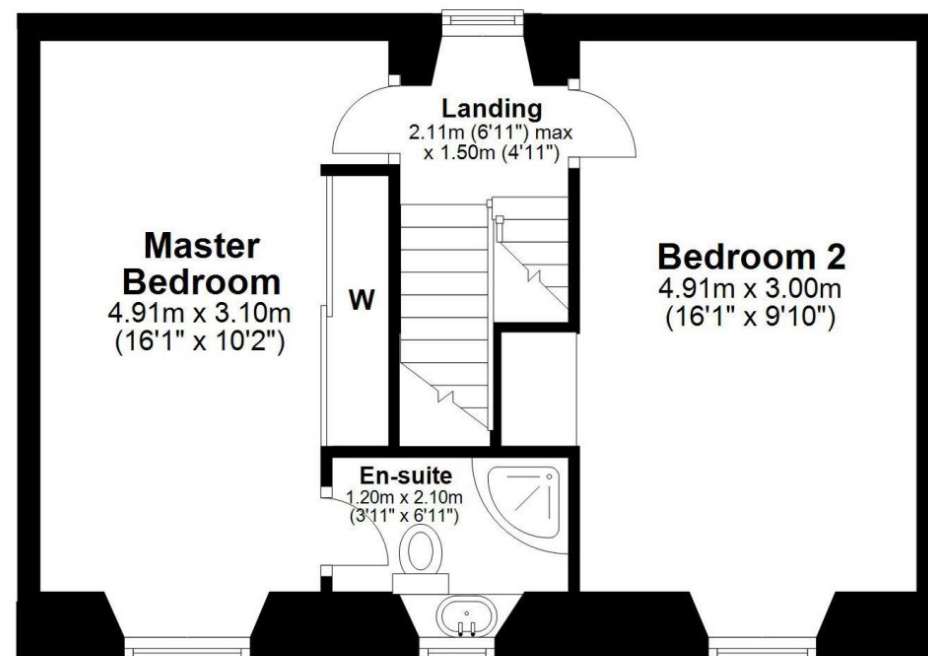 Landing
2.11m (6'11") max
x 1.50m (4'11")
Master
Bedroom
4.91m x 3.10m
(16'1" x 10'2")
W
Bedroom 2
4.91m x 3.00m
(16'1" x 9'10")
En-suite
1.20m x 2.10m
(3'11" x 6'11")